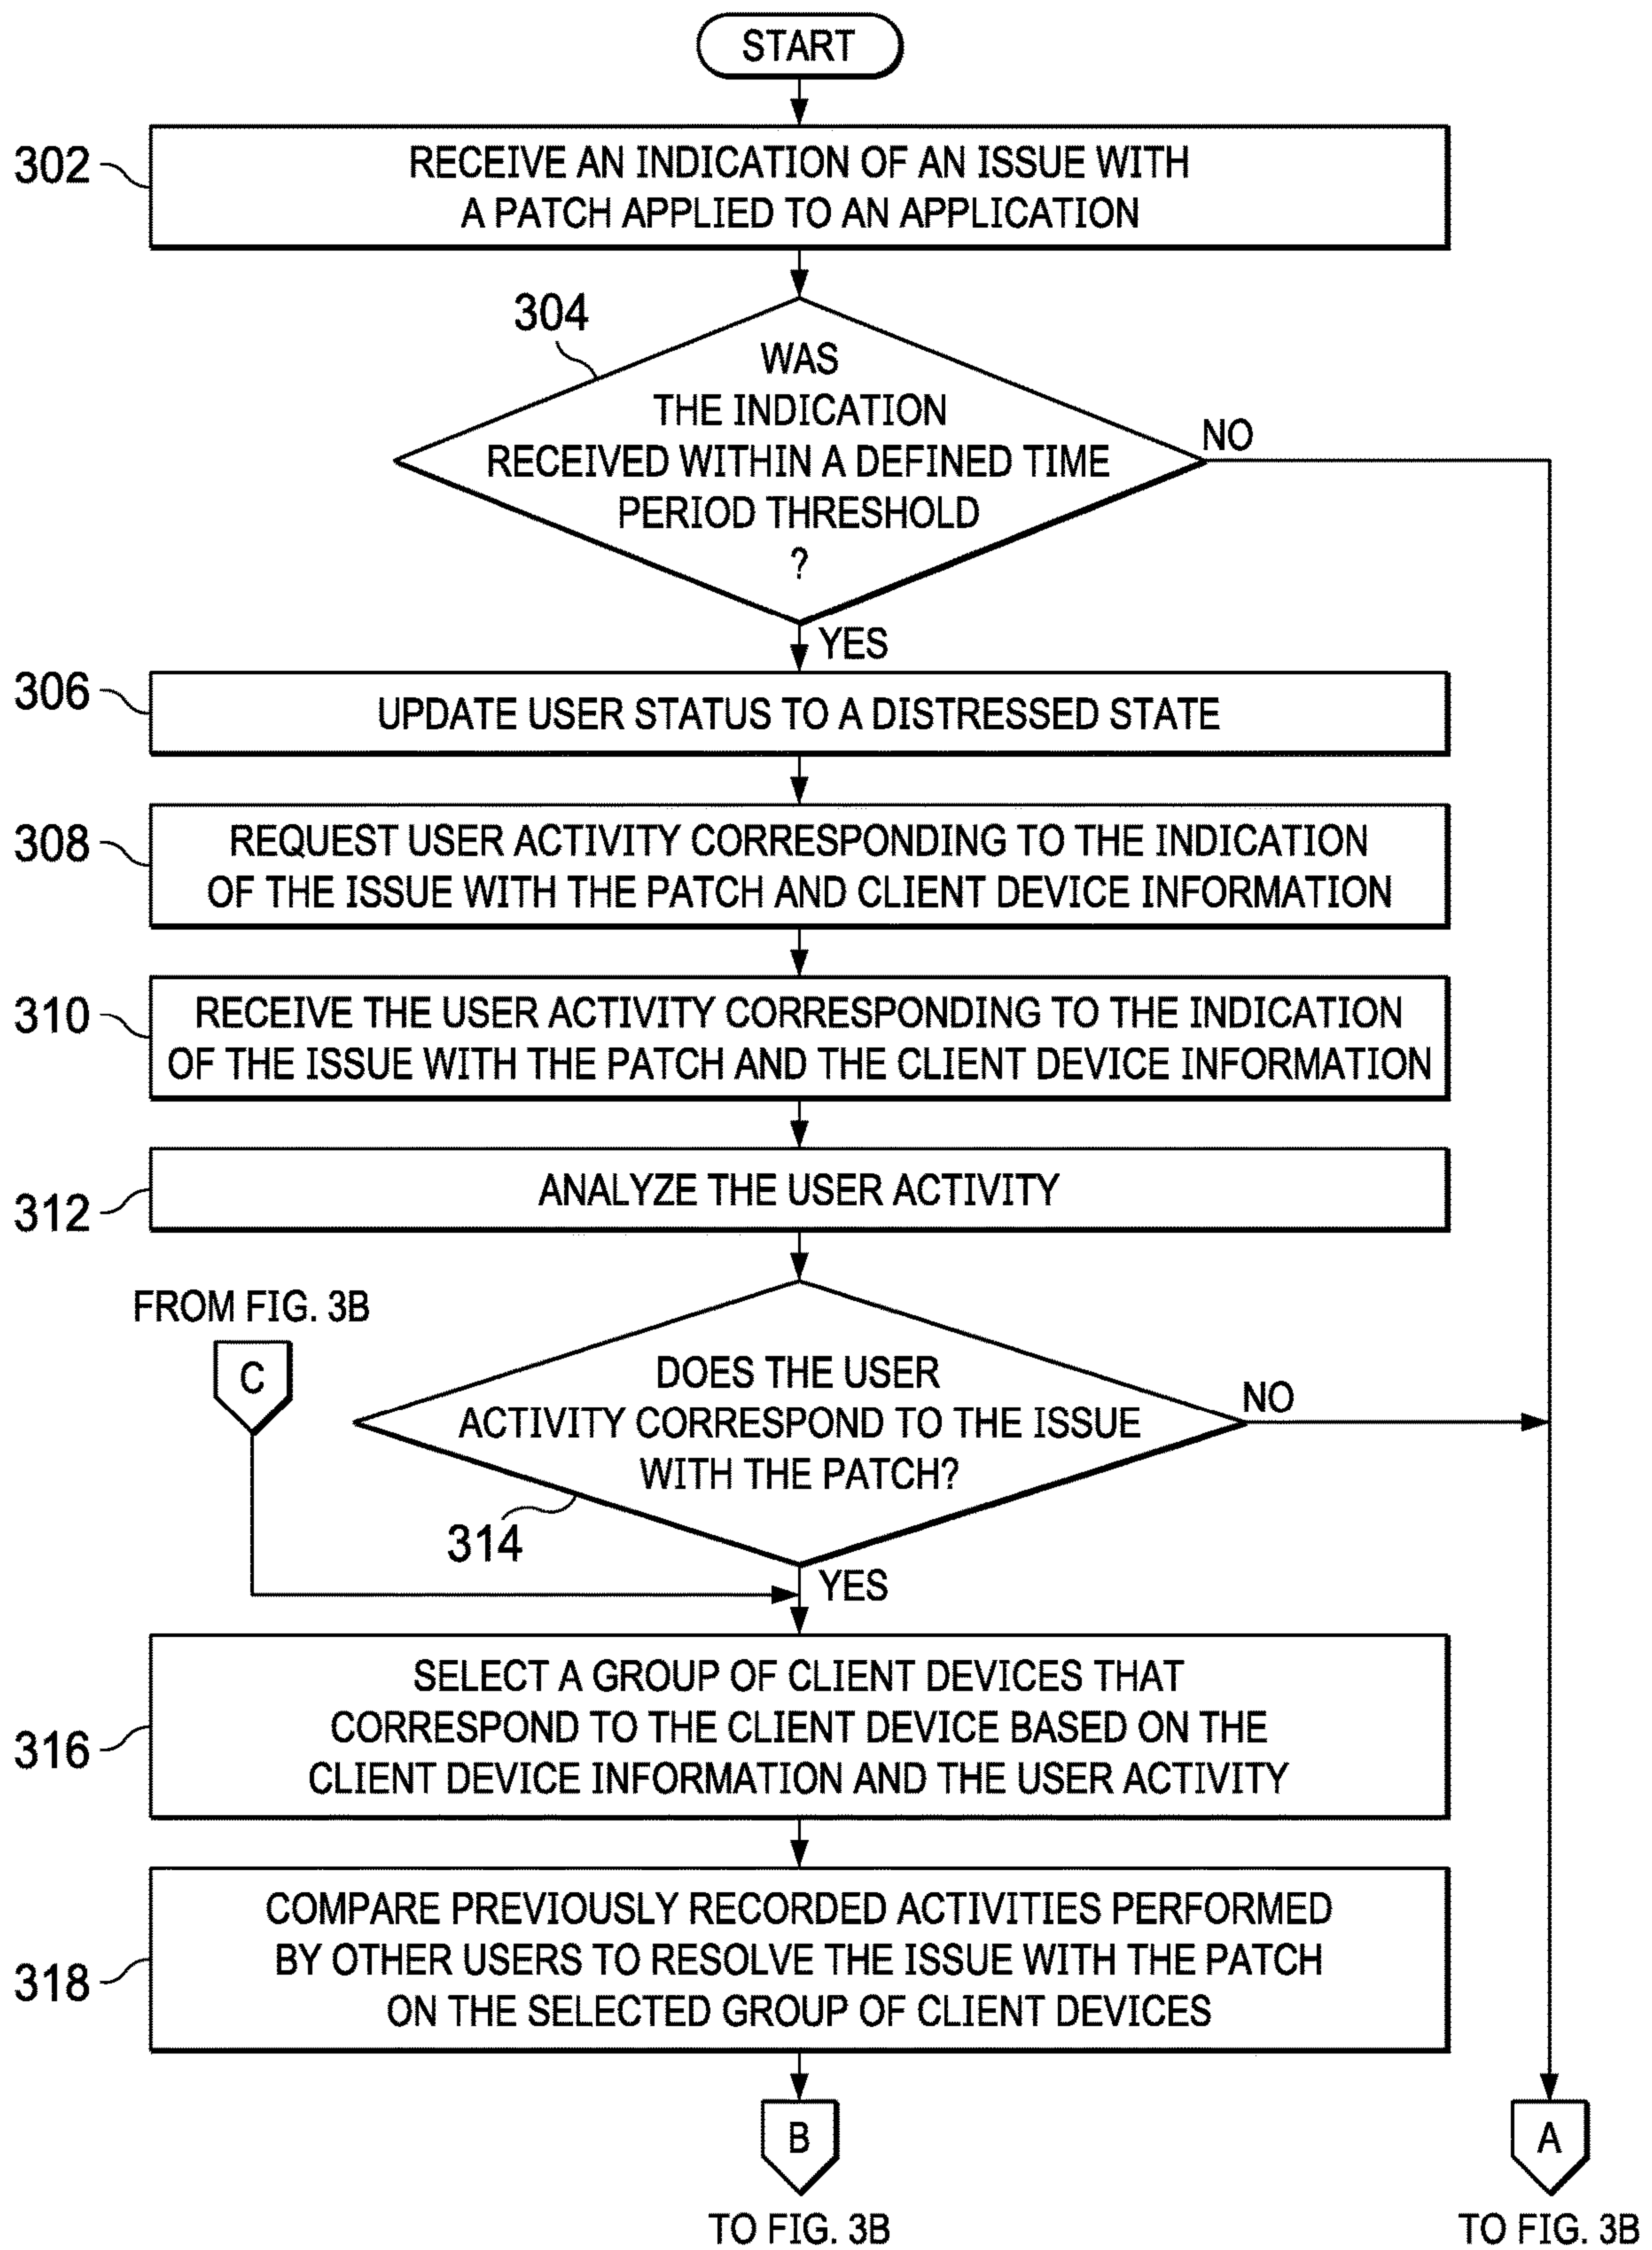 START
302
RECEIVE AN INDICATION OF AN ISSUE WITH
A PATCH APPLIED TO AN APPLICATION
304
WAS
THE INDICATION
RECEIVED WITHIN A DEFINED TIME
PERIOD THRESHOLD
?
NO
YES
306
UPDATE USER STATUS TO A DISTRESSED STATE
308
REQUEST USER ACTIVITY CORRESPONDING TO THE INDICATION
OF THE ISSUE WITH THE PATCH AND CLIENT DEVICE INFORMATION
310
RECEIVE THE USER ACTIVITY CORRESPONDING TO THE INDICATION
OF THE ISSUE WITH THE PATCH AND THE CLIENT DEVICE INFORMATION
312
ANALYZE THE USER ACTIVITY
FROM FIG. 3B
C
DOES THE USER
ACTIVITY CORRESPOND TO THE ISSUE
WITH THE PATCH?
NO
314
YES
316
SELECT A GROUP OF CLIENT DEVICES THAT
CORRESPOND TO THE CLIENT DEVICE BASED ON THE
CLIENT DEVICE INFORMATION AND THE USER ACTIVITY
318
COMPARE PREVIOUSLY RECORDED ACTIVITIES PERFORMED
BY OTHER USERS TO RESOLVE THE ISSUE WITH THE PATCH
ON THE SELECTED GROUP OF CLIENT DEVICES
B
A
TO FIG. 3B
TO FIG. 3B